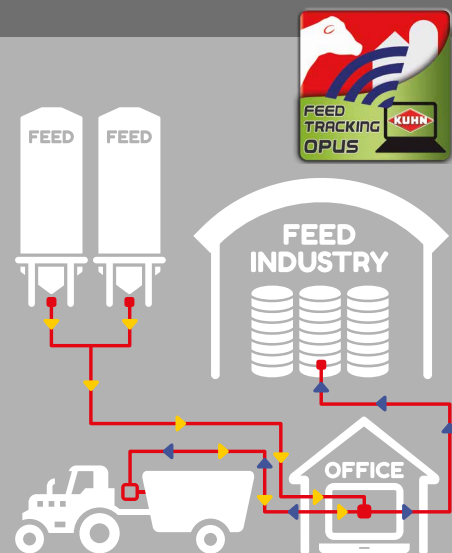 FEED
TRACKING
OPUS
KUHN
FEED
FEED
FEED
INDUSTRY
OFFICE